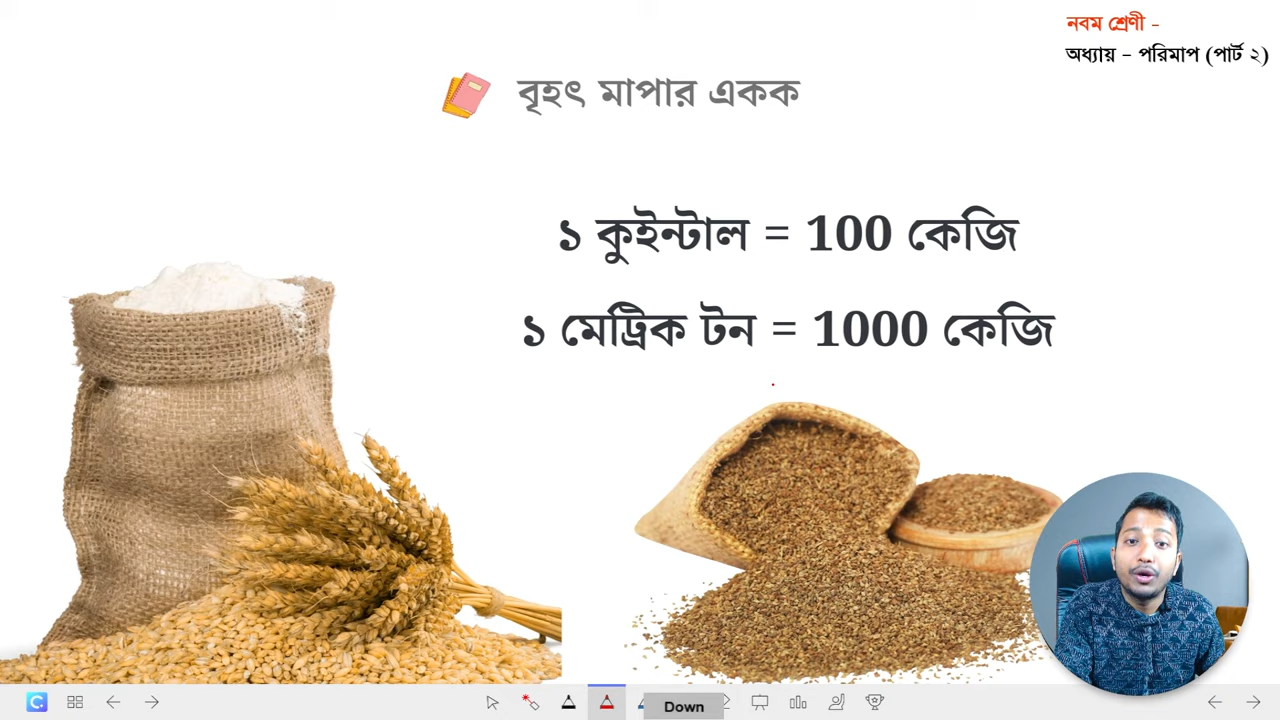 নবম শ্রেণী -
অধ্যায় - পরিমাপ (পার্ট ২)
বৃহৎ মাপার একক
১ কুইন্টাল = 100 কেজি
১ মেট্রিক টন = 1000 কেজি
Down